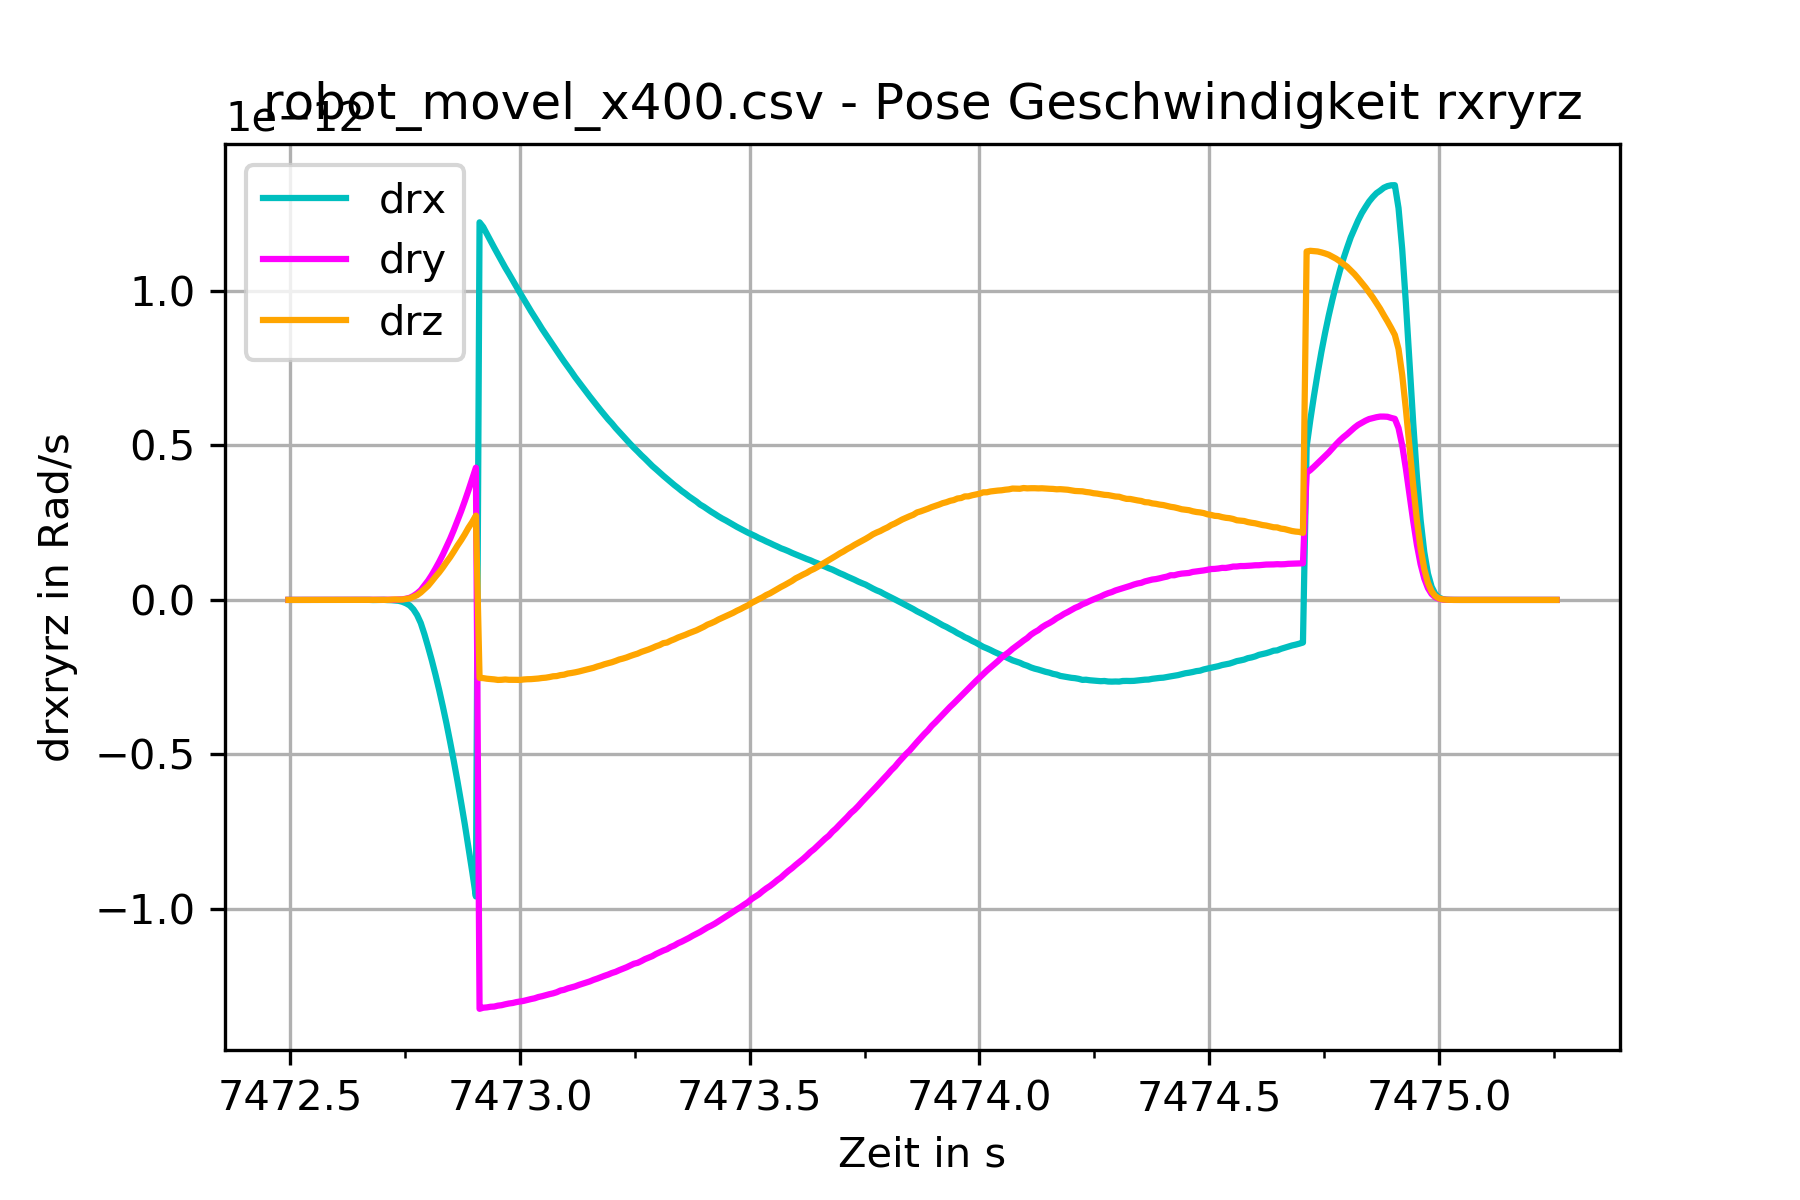 robot_movel_x400.csv - Pose Geschwindigkeit rxryrz
1e−12
drx
dry
drz
1.0
0.5
0.0
−0.5
−1.0
drxryrz in Rad/s
7472.5 7473.0 7473.5 7474.0 7474.5 7475.0
Zeit in s